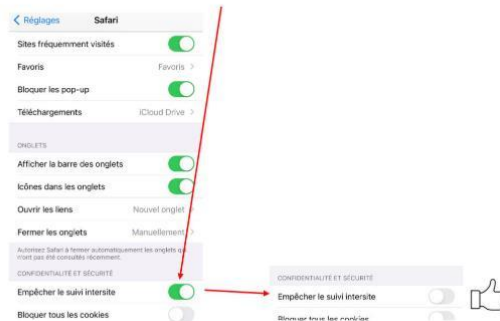 Réglages Safari
Sites fréquemment visités
Favoris Favoris
Bloquer les pop-up
Téléchargements iCloud Drive
ONGLETS
Afficher la barre des onglets
Icônes dans les onglets
Ouvrir les liens Nouvel onglet
Fermer les onglets Manuellement
Autorisez Safari à fermer automatiquement les onglets qui
n'ont pas été consultés récemment.
CONFIDENTIALITÉ ET SÉCURITÉ
Empêcher le suivi intersite
Bloquer tous les cookies
CONFIDENTIALITÉ ET SÉCURITÉ
Empêcher le suivi intersite
Bloquer tous les cookies